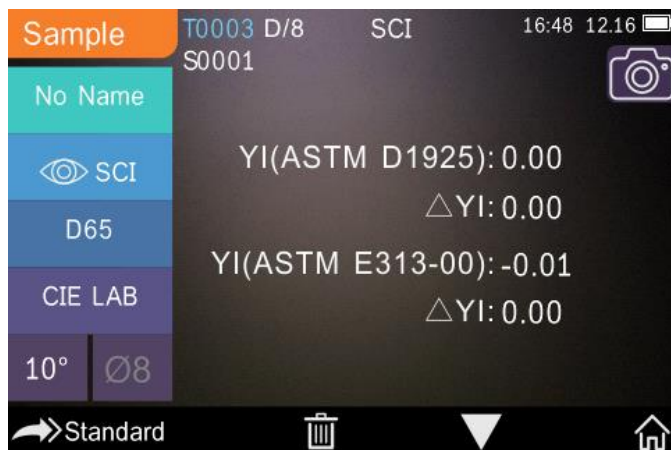 Sample
T0003 D/8 SCI 16:48 12.16
S0001
No Name
SCI
D65
CIE LAB
10° Ø8
YI(ASTM D1925): 0.00
△YI: 0.00
YI(ASTM E313-00): -0.01
△YI: 0.00
Standard